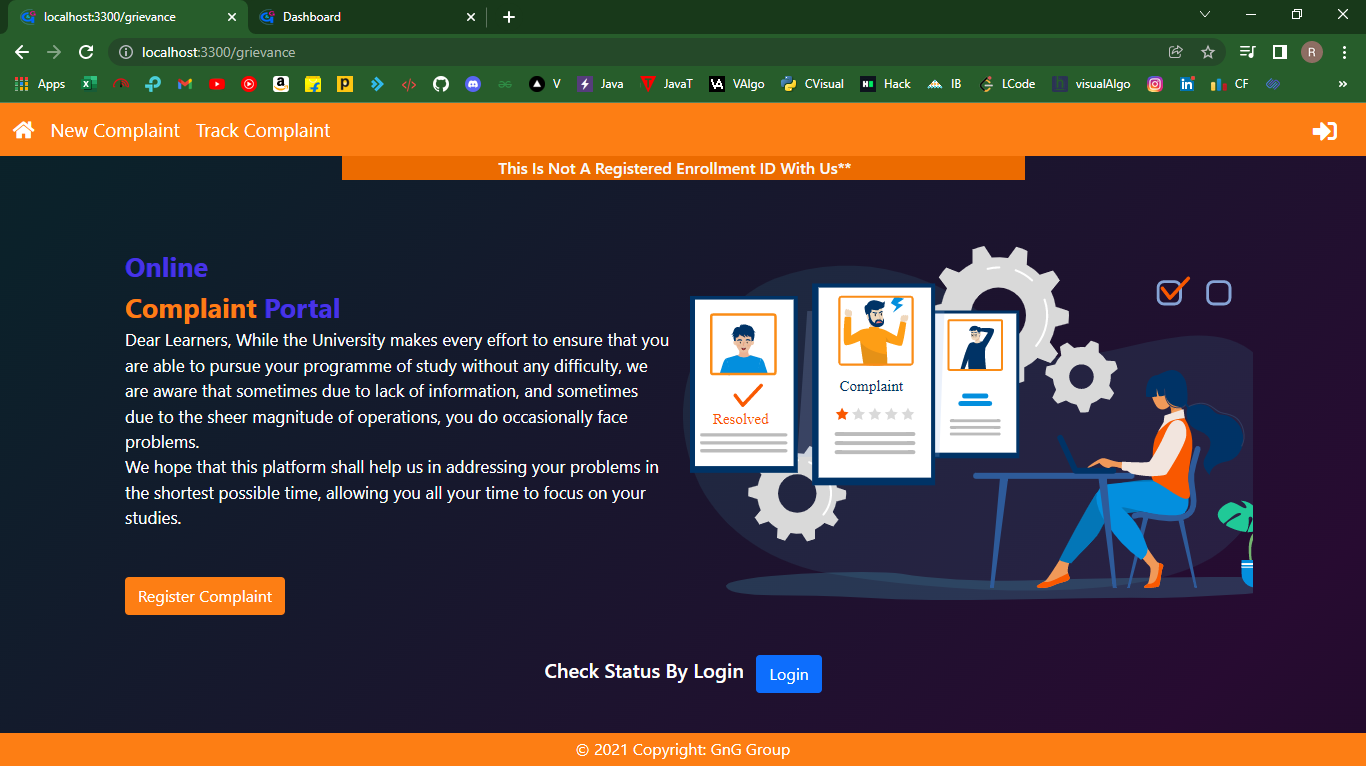 localhost:3300/grievance
Dashboard
localhost:3300/grievance
Apps
V
Java
JavaT
VAlgo
CVisual
Hack
IB
LCode
visualAlgo
CF
New Complaint Track Complaint
This Is Not A Registered Enrollment ID With Us**
Online
Complaint Portal
Dear Learners, While the University makes every effort to ensure that you
are able to pursue your programme of study without any difficulty, we
are aware that sometimes due to lack of information, and sometimes
due to the sheer magnitude of operations, you do occasionally face
problems.
We hope that this platform shall help us in addressing your problems in
the shortest possible time, allowing you all your time to focus on your
studies.
Resolved
Complaint
Register Complaint
Check Status By Login
Login
© 2021 Copyright: GnG Group